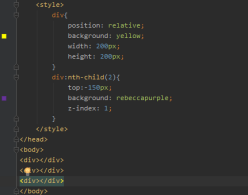 <style>
div{
position: relative;
background: yellow;
width: 200px;
height: 200px;
}
div:nth-child(2){
top:-150px;
background: rebeccapurple;
z-index: 1;
}
</style>
</head>
<body>
<div></div>
<div></div>
<div></div>
</body>